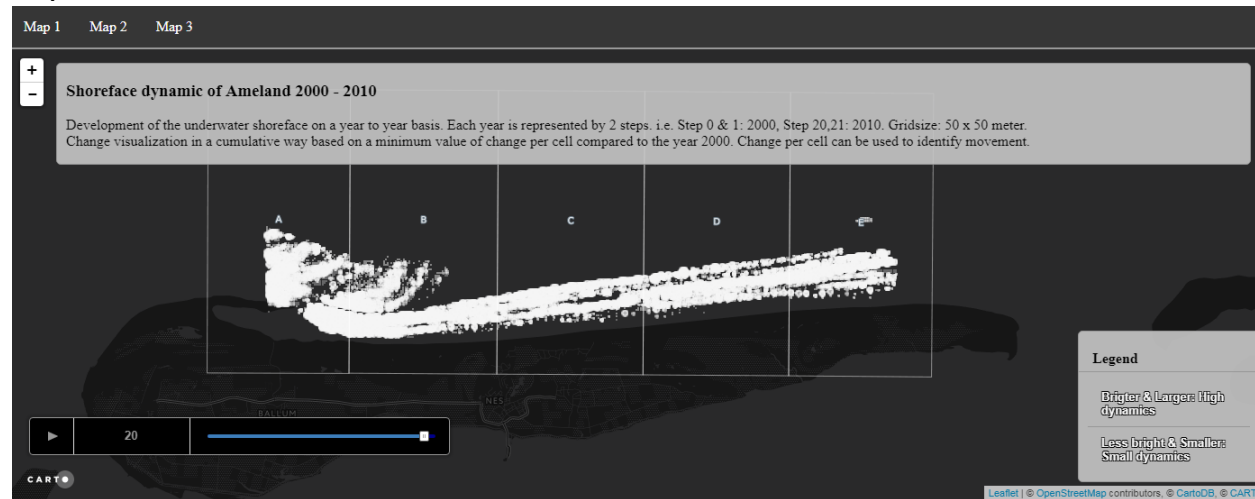 Map 1 Map 2 Map 3
+
−
Shoreface dynamic of Ameland 2000 - 2010
Development of the underwater shoreface on a year to year basis. Each year is represented by 2 steps. i.e. Step 0 & 1: 2000, Step 20,21: 2010. Gridsize: 50 x 50 meter.
Change visualization in a cumulative way based on a minimum value of change per cell compared to the year 2000. Change per cell can be used to identify movement.
A B C D E
Legend
Brigter & Larger: High
dynamics
Less bright & Smaller:
Small dynamics
NES
BALLUM
20
CARTO
Leaflet | © OpenStreetMap contributors, © CartoDB, © CART